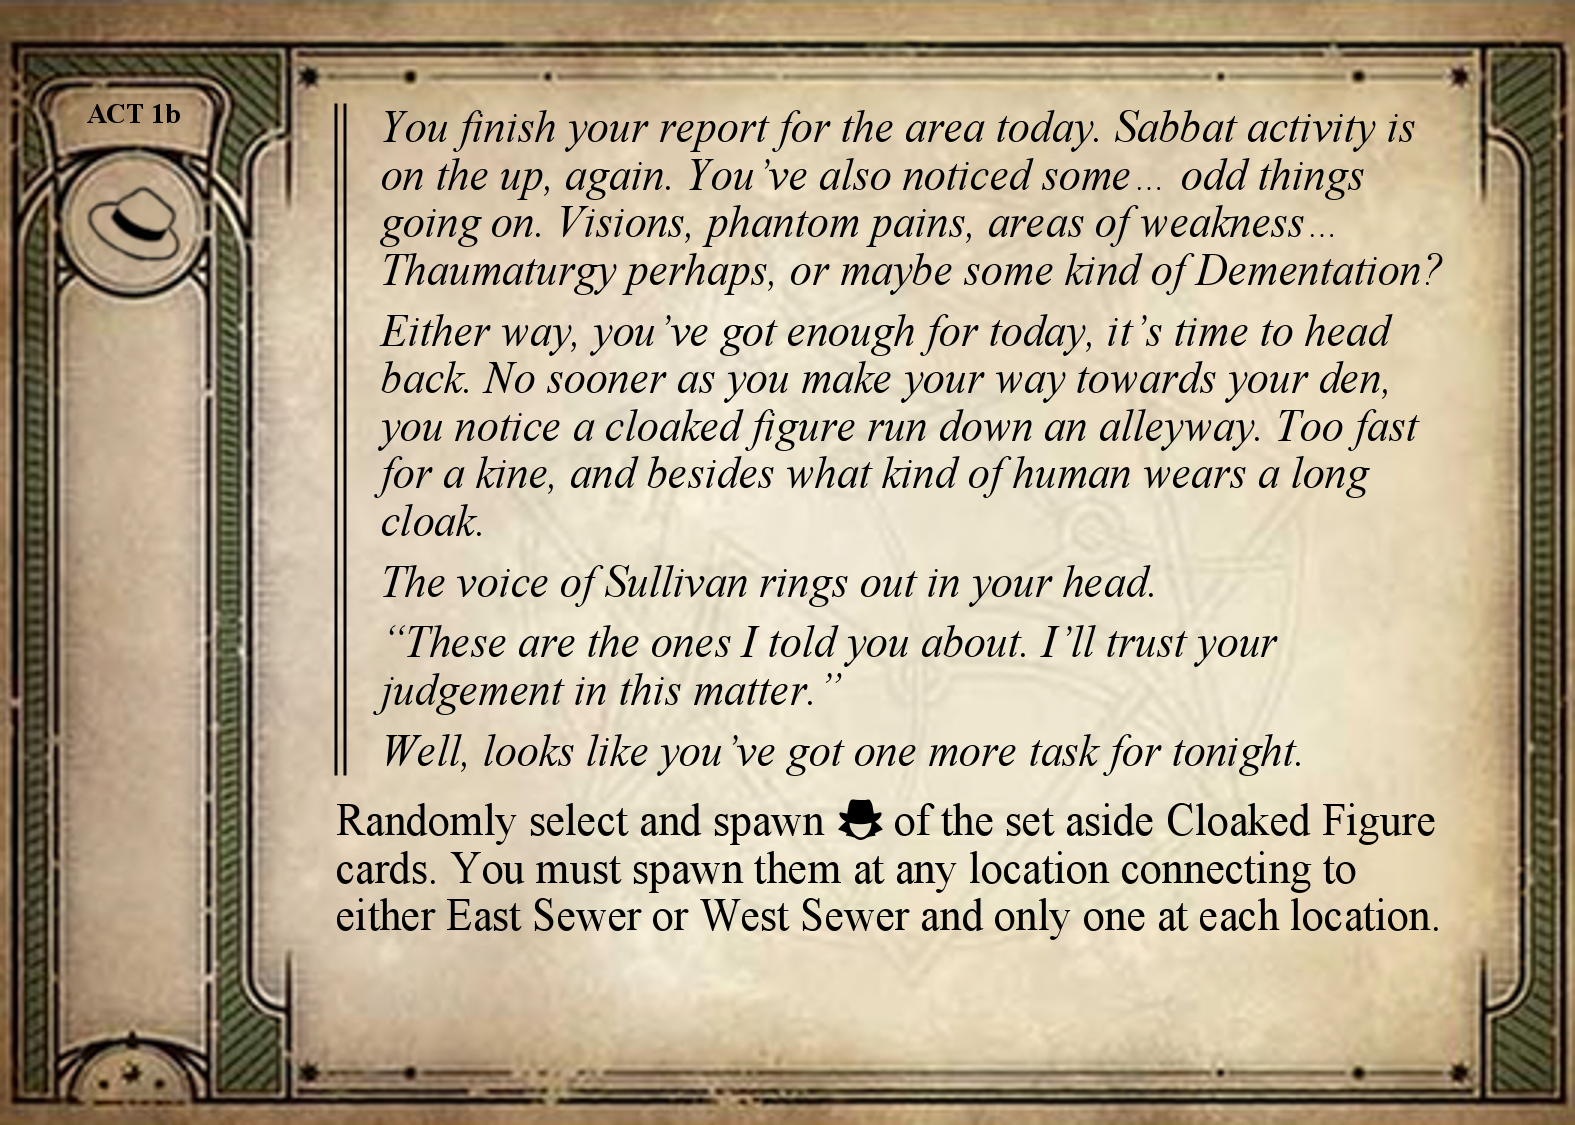 ACT 1b
You finish your report for the area today. Sabbat activity is
on the up, again. You’ve also noticed some… odd things
going on. Visions, phantom pains, areas of weakness…
Thaumaturgy perhaps, or maybe some kind of Dementation?
Either way, you’ve got enough for today, it’s time to head
back. No sooner as you make your way towards your den,
you notice a cloaked figure run down an alleyway. Too fast
for a kine, and besides what kind of human wears a long
cloak.
The voice of Sullivan rings out in your head.
“These are the ones I told you about. I’ll trust your
judgement in this matter.”
Well, looks like you’ve got one more task for tonight.
Randomly select and spawn of the set aside Cloaked Figure
cards. You must spawn them at any location connecting to
either East Sewer or West Sewer and only one at each location.